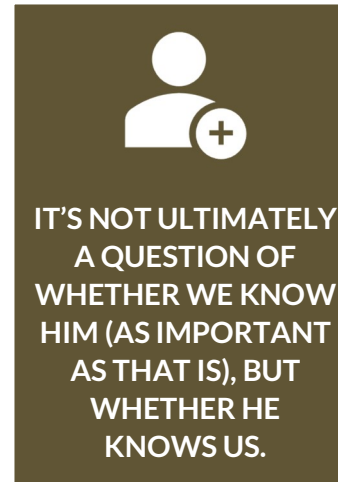 IT’S NOT ULTIMATELY
A QUESTION OF
WHETHER WE KNOW
HIM (AS IMPORTANT
AS THAT IS), BUT
WHETHER HE
KNOWS US.